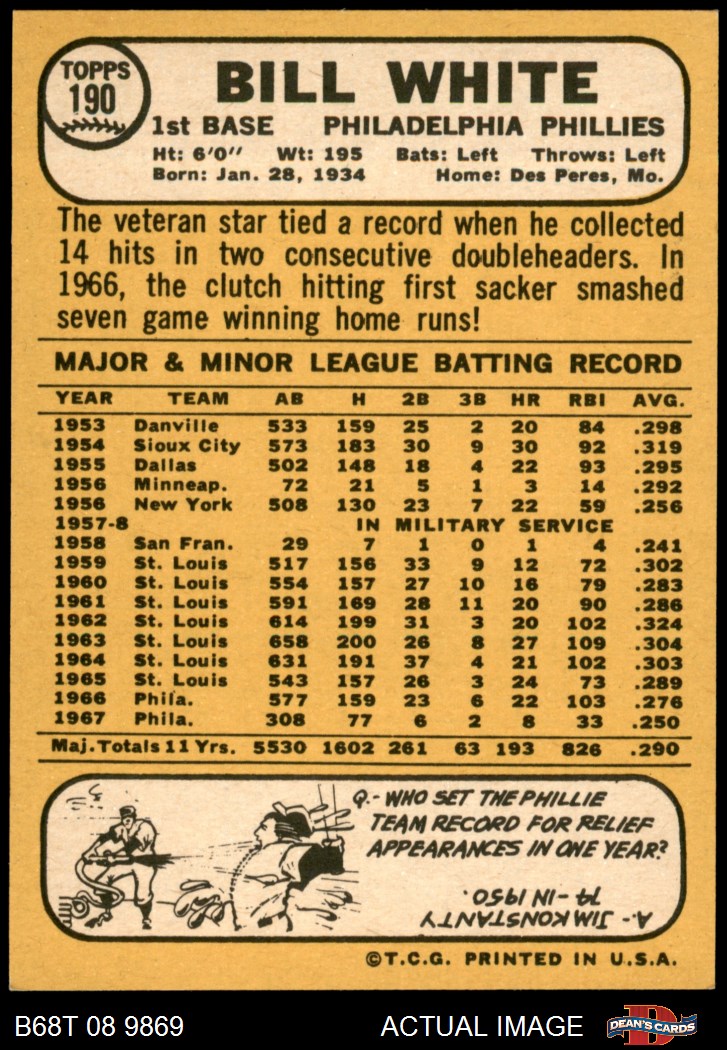 TOPPS
190
BILL WHITE
1st BASE PHILADELPHIA PHILLIES
Ht: 6'0" Wt: 195 Bats: Left Throws: Left
Born: Jan. 28, 1934 Home: Des Peres, Mo.
The veteran star tied a record when he collected
14 hits in two consecutive doubleheaders. In
1966, the clutch hitting first sacker smashed
seven game winning home runs!
MAJOR & MINOR LEAGUE BATTING RECORD
YEAR TEAM AB H 2B 3B HR RBI AVG.
1953 Danville 533 159 25 2 20 84 .298
1954 Sioux City 573 183 30 9 30 92 .319
1955 Dallas 502 148 18 4 22 93 .295
1956 Minneap. 72 21 5 1 3 14 .292
1956 New York 508 130 23 7 22 59 .256
1957-8 IN MILITARY SERVICE
1958 San Fran. 29 7 1 0 1 4 .241
1959 St. Louis 517 156 33 9 12 72 .302
1960 St. Louis 554 157 27 10 16 79 .283
1961 St. Louis 591 169 28 11 20 90 .286
1962 St. Louis 614 199 31 3 20 102 .324
1963 St. Louis 658 200 26 8 27 109 .304
1964 St. Louis 631 191 37 4 21 102 .303
1965 St. Louis 543 157 26 3 24 73 .289
1966 Phila. 577 159 23 6 22 103 .276
1967 Phila. 308 77 6 2 8 33 .250
Maj. Totals 11 Yrs. 5530 1602 261 63 193 826 .290
Q.- WHO SET THE PHILLIE
TEAM RECORD FOR RELIEF
APPEARANCES IN ONE YEAR?
A.- JIM KONSTANTY
74 - IN 1950.
©T.C.G. PRINTED IN U.S.A.
B68T 08 9869 ACTUAL IMAGE
D
DEAN'S CARDS